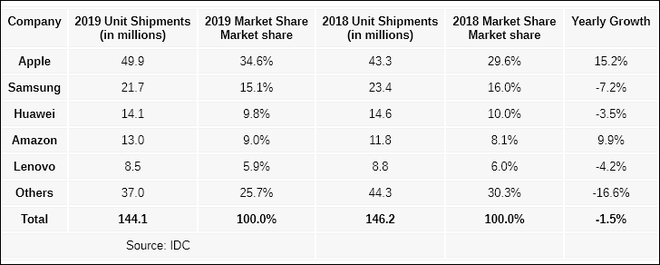 Company 2019 Unit Shipments (in millions) 2019 Market Share Market share 2018 Unit Shipments (in millions) 2018 Market Share Market share Yearly Growth
Apple 49.9 34.6% 43.3 29.6% 15.2%
Samsung 21.7 15.1% 23.4 16.0% -7.2%
Huawei 14.1 9.8% 14.6 10.0% -3.5%
Amazon 13.0 9.0% 11.8 8.1% 9.9%
Lenovo 8.5 5.9% 8.8 6.0% -4.2%
Others 37.0 25.7% 44.3 30.3% -16.6%
Total 144.1 100.0% 146.2 100.0% -1.5%
Source: IDC